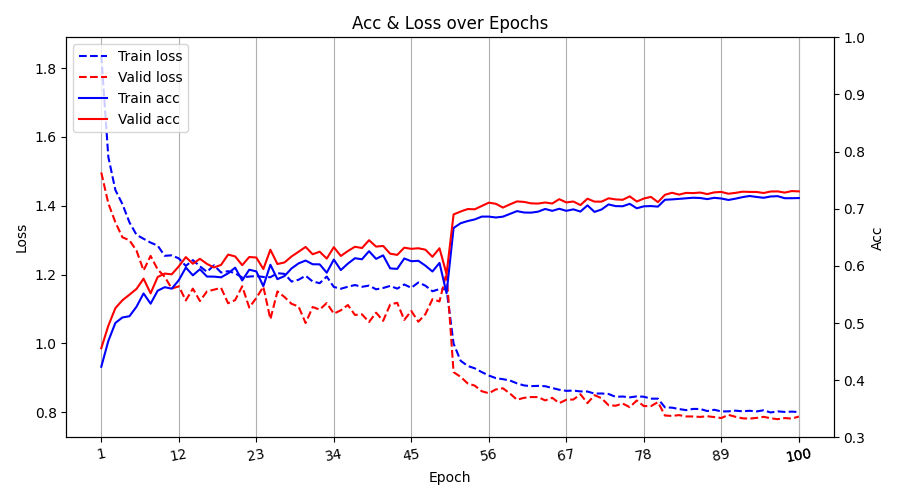 Acc & Loss over Epochs
Train loss
Valid loss
Train acc
Valid acc
Loss
1.8
1.6
1.4
1.2
1.0
0.8
1.0
0.9
0.8
0.7
0.6
0.5
0.4
0.3
Acc
1 12 23 34 45 56 67 78 89 100
Epoch